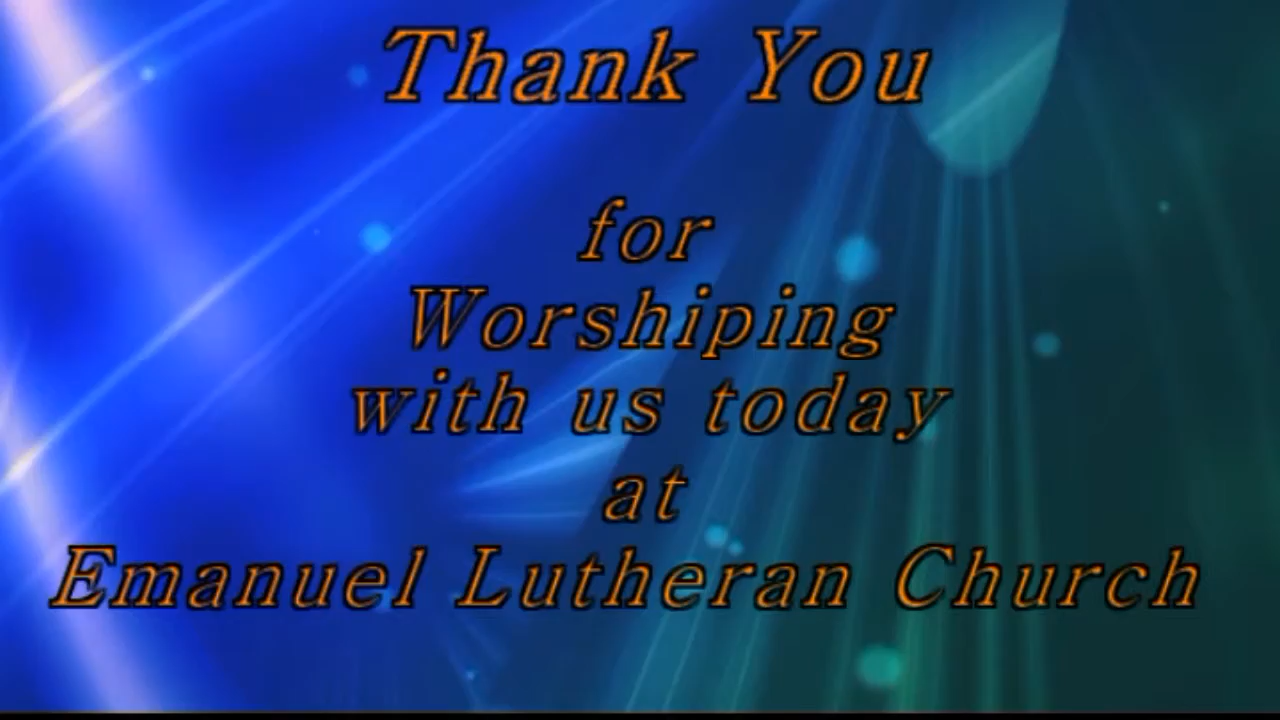 Thank You
for
Worshiping
with us today
at
Emanuel Lutheran Church